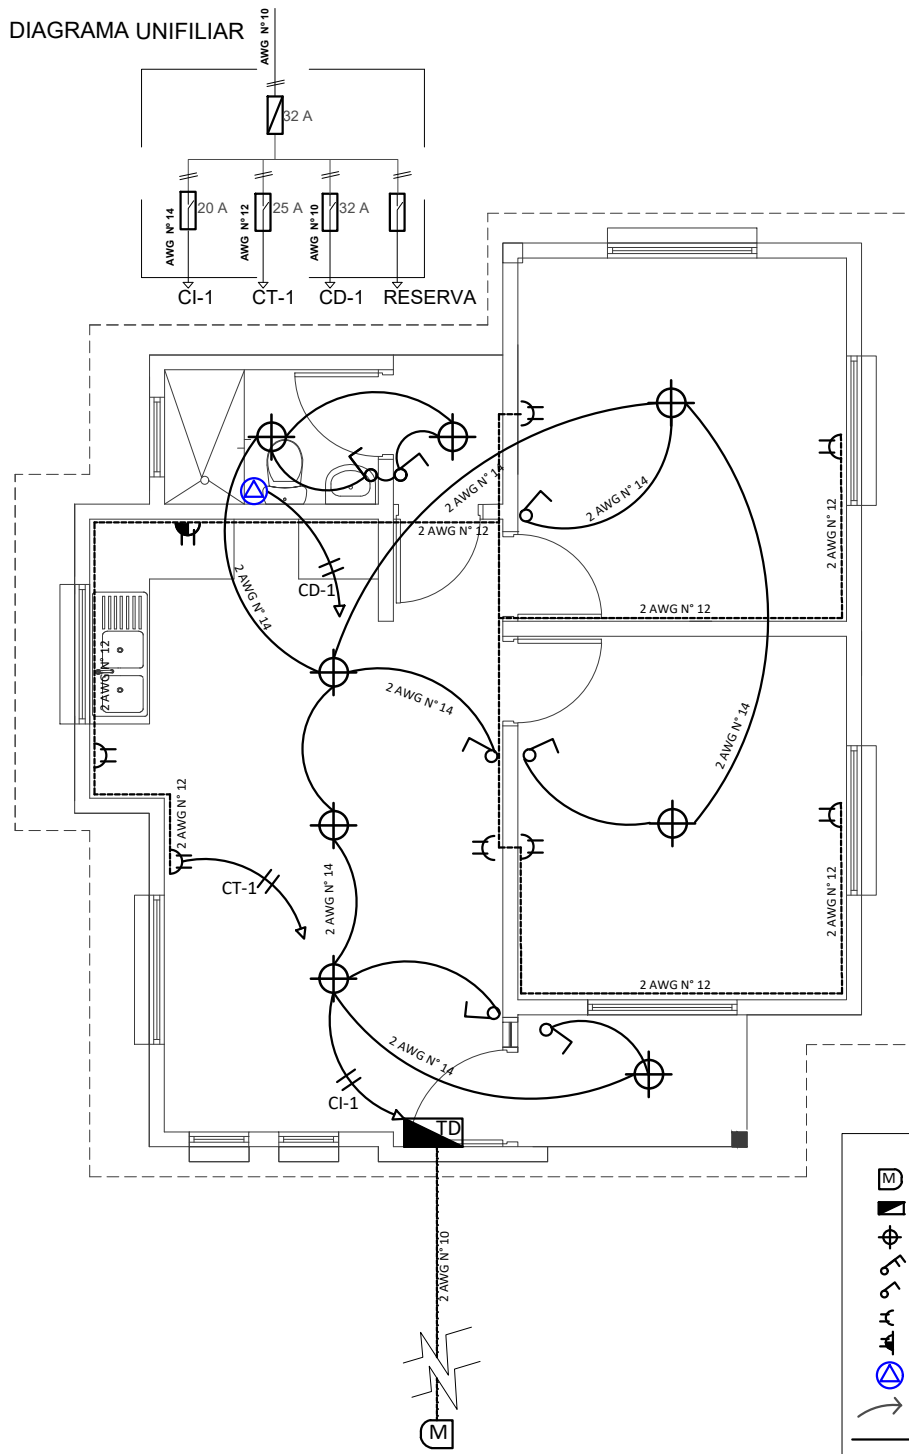 DIAGRAMA UNIFILIAR
AWG N° 10
32 A
AWG N° 14
20 A
AWG N° 12
25 A
AWG N° 10
32 A
CI-1
CT-1
CD-1
RESERVA
2 AWG N° 14
2 AWG N° 14
2 AWG N° 12
2 AWG N° 12
CD-1
2 AWG N° 14
2 AWG N° 12
2 AWG N° 12
2 AWG N° 14
2 AWG N° 14
2 AWG N° 12
CT-1
2 AWG N° 14
2 AWG N° 12
2 AWG N° 12
2 AWG N° 14
CI-1
TD
2 AWG N° 10
M
M